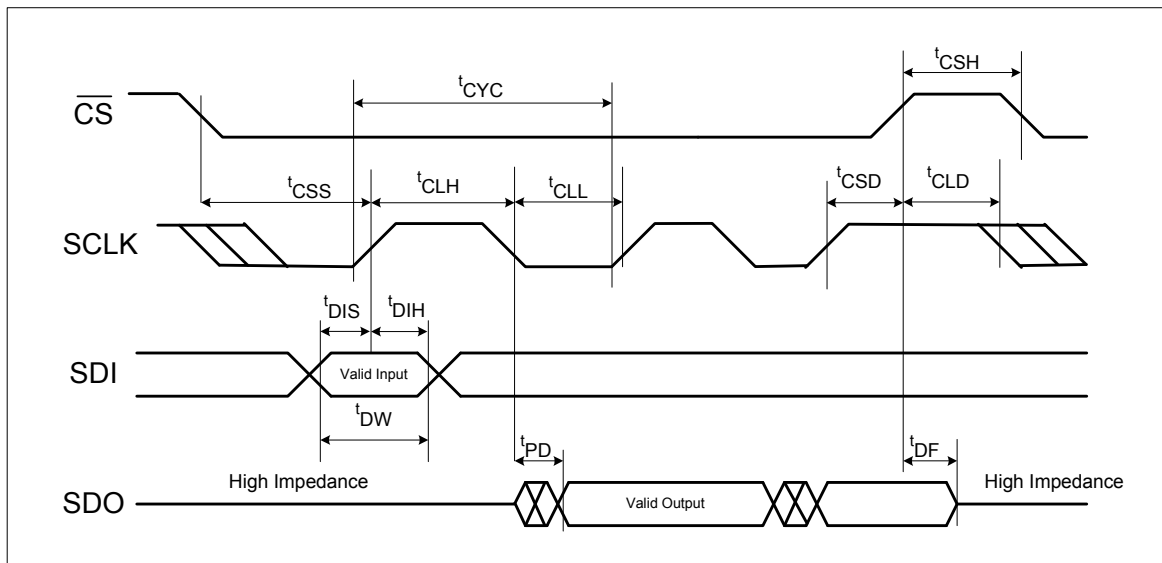 tCSH
tCYC
CS
tCSS
tCLH
tCLL
tCSD
tCLD
SCLK
tDIS
tDIH
SDI
Valid Input
tDW
tPD
tDF
High Impedance
High Impedance
SDO
Valid Output